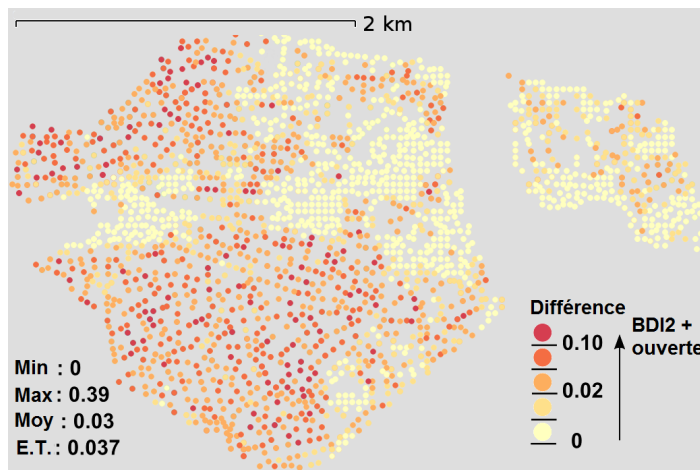 2 km
Différence
0.10
0.02
0
BDI2 +
ouverte
Min : 0
Max : 0.39
Moy : 0.03
E.T. : 0.037